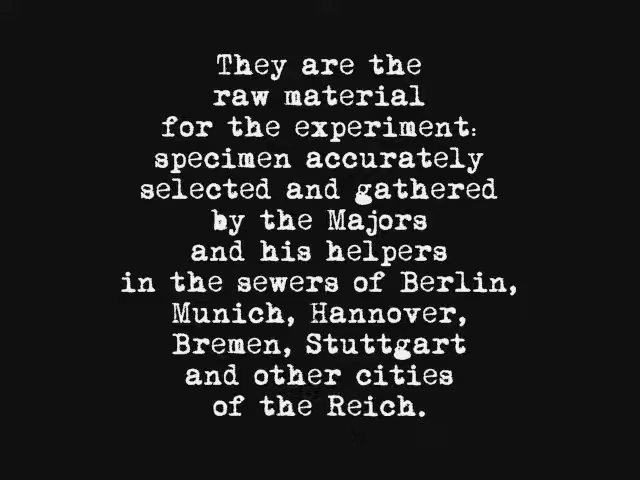 They are the
raw material
for the experiment:
specimen accurately
selected and gathered
by the Majors
and his helpers
in the sewers of Berlin,
Munich, Hannover,
Bremen, Stuttgart
and other cities
of the Reich.